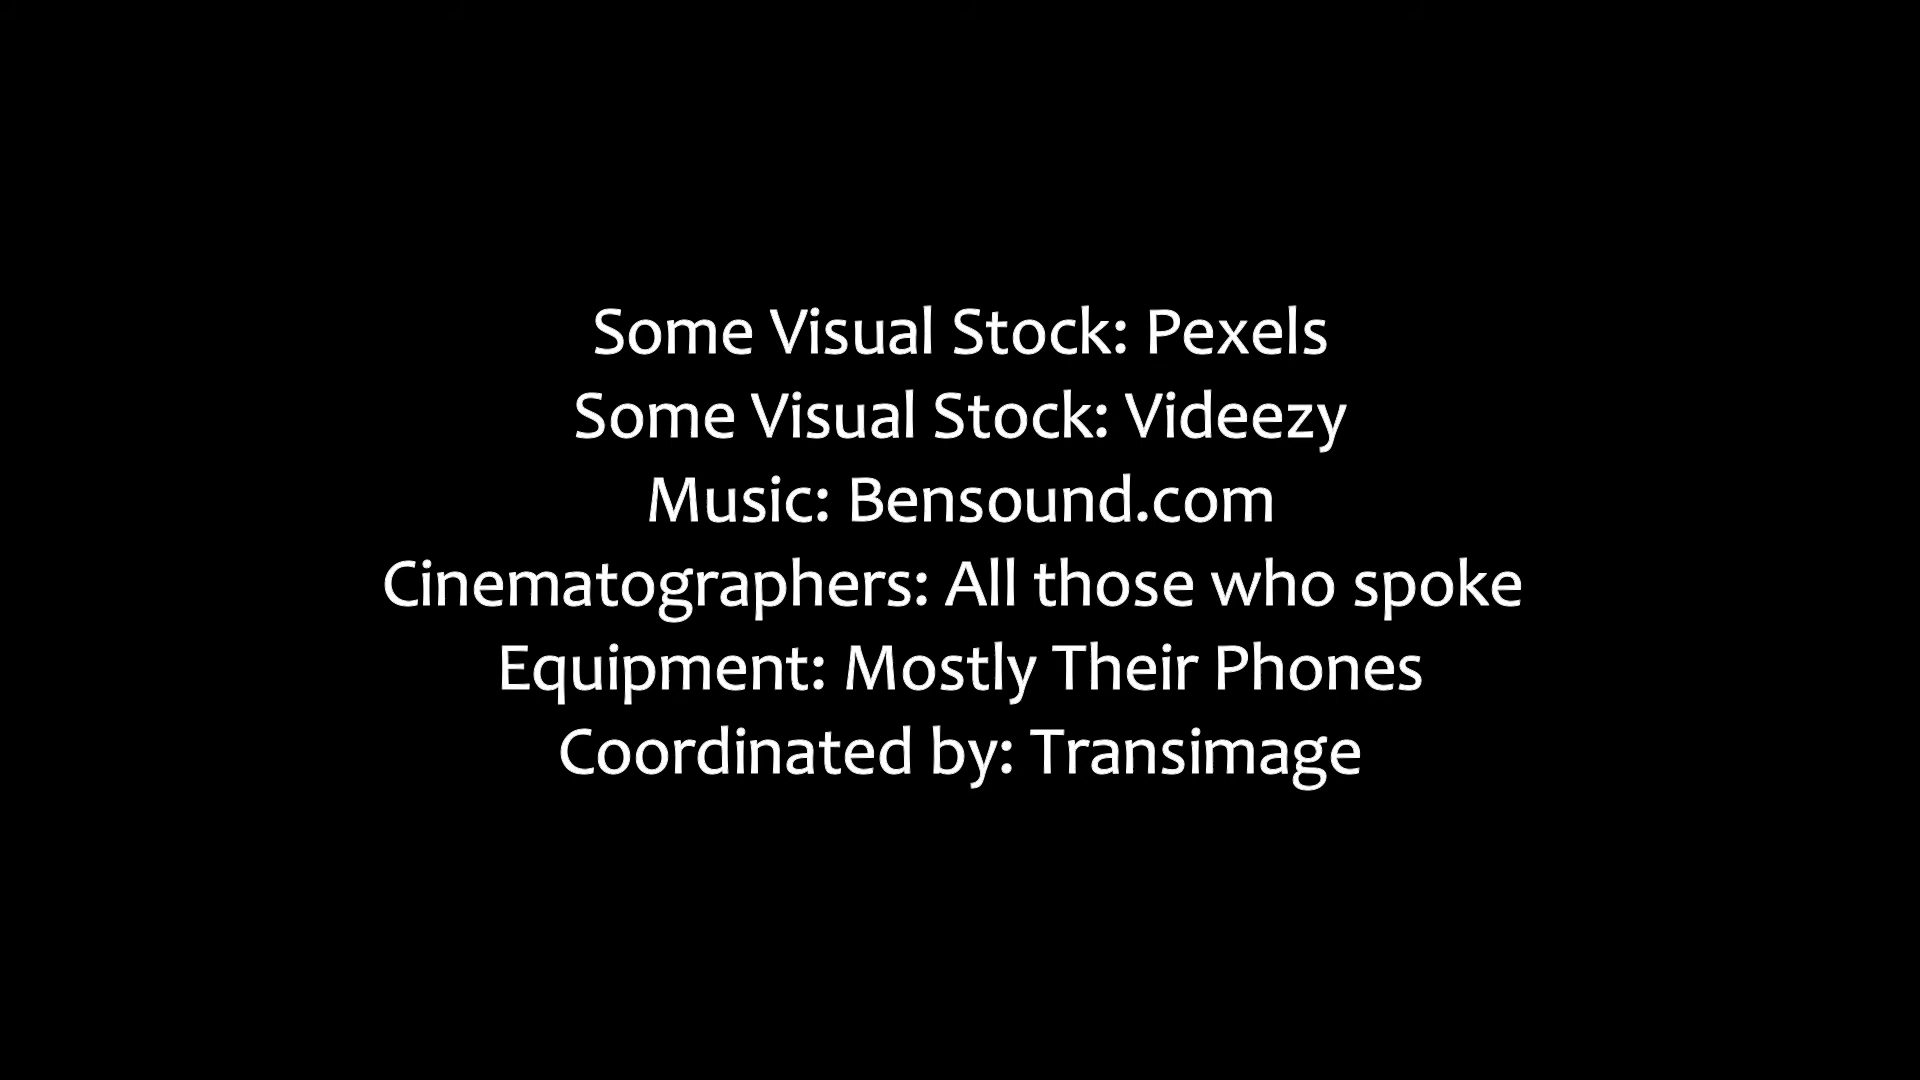 Some Visual Stock: Pexels
Some Visual Stock: Videezy
Music: Bensound.com
Cinematographers: All those who spoke
Equipment: Mostly Their Phones
Coordinated by: Transimage